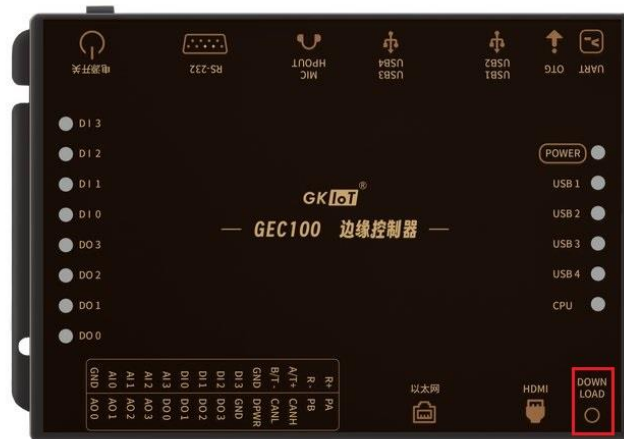 电源开关
RS-232
MIC
HPOUT
USB3
USB4
USB1
USB2
OTG
UART
DI 3
DI 2
DI 1
DI 0
DO 3
DO 2
DO 1
DO 0
POWER
USB 1
USB 2
USB 3
USB 4
CPU
GKIoT®
GEC100 边缘控制器
GND AI0 AI1 AI2 AI3 DI0 DI1 DI2 DI3 GND B/T- A/T+ R- R+
AO0 AO1 AO2 AO3 DO0 DO1 DO2 DO3 GND DPWR CANL CANH PB PA
以太网
HDMI
DOWN
LOAD